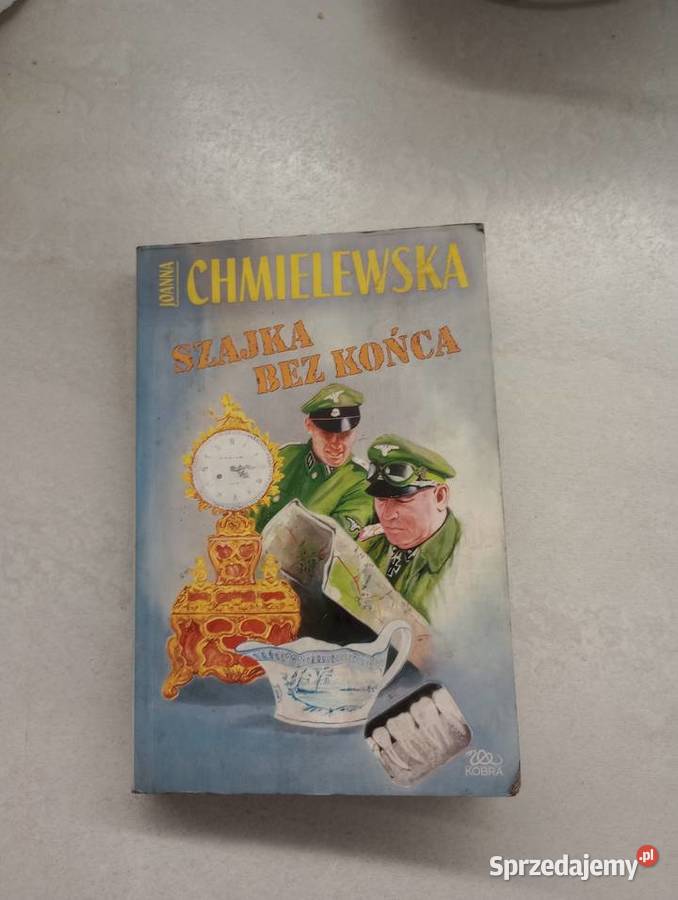 JOANNA
CHMIELEWSKA
SZAJKA
BEZ KOŃCA
KOBRA
Sprzedajemy.pl